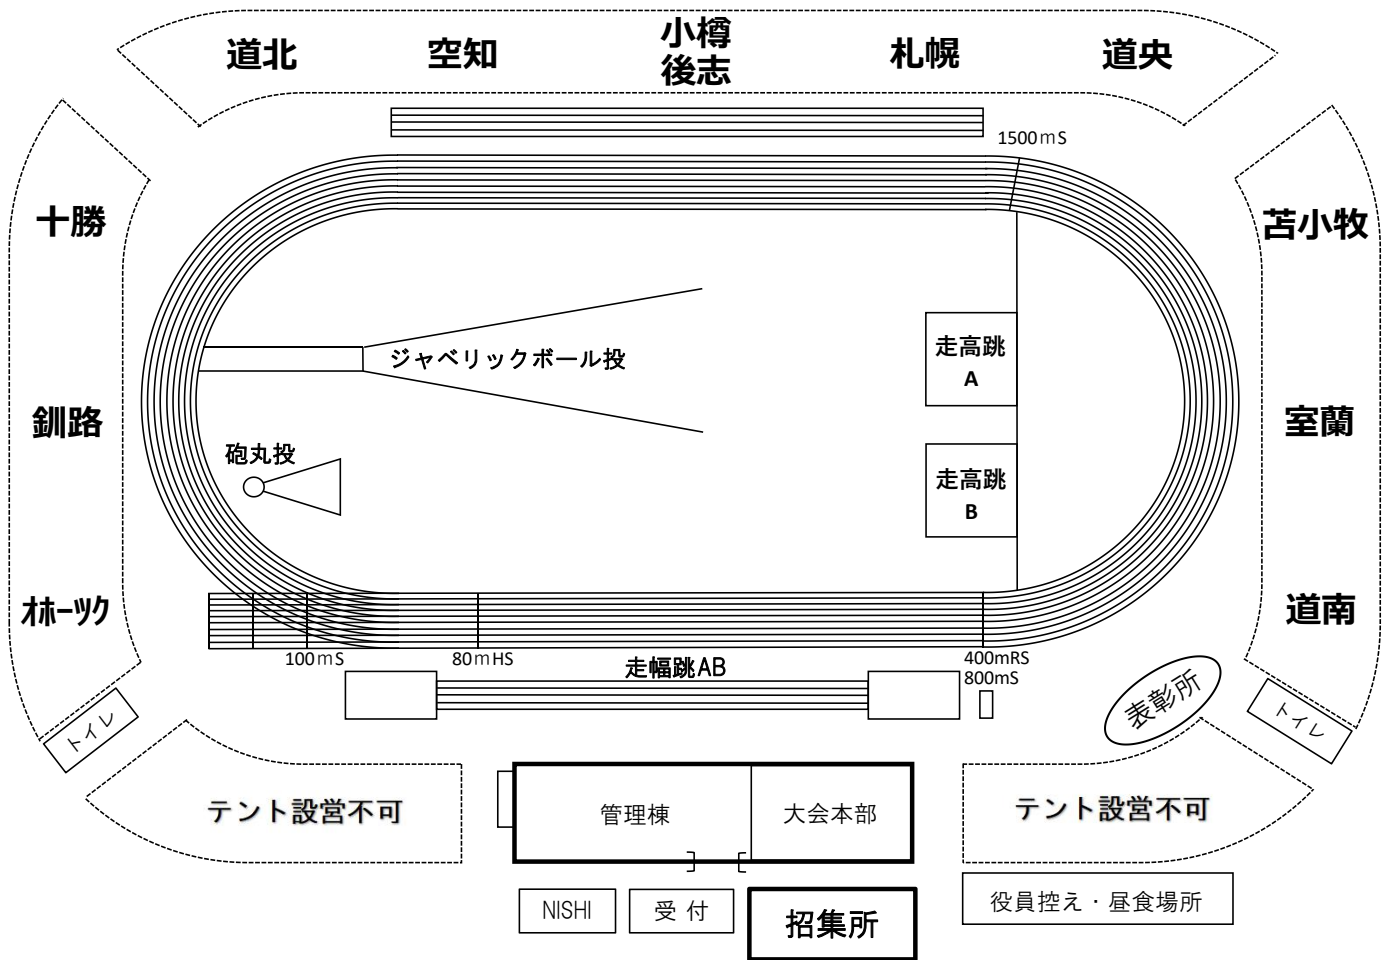 道北
空知
小樽
後志
札幌
道央
1500ｍS
十勝
苫小牧
ジャベリックボール投
走高跳
A
釧路
室蘭
砲丸投
走高跳
B
ｵﾎｰﾂｸ
道南
100ｍS
80ｍHS
走幅跳AB
400mRS
800mS
表彰所
トイレ
トイレ
テント設営不可
管理棟
大会本部
テント設営不可
NISHI
受 付
招集所
役員控え・昼食場所